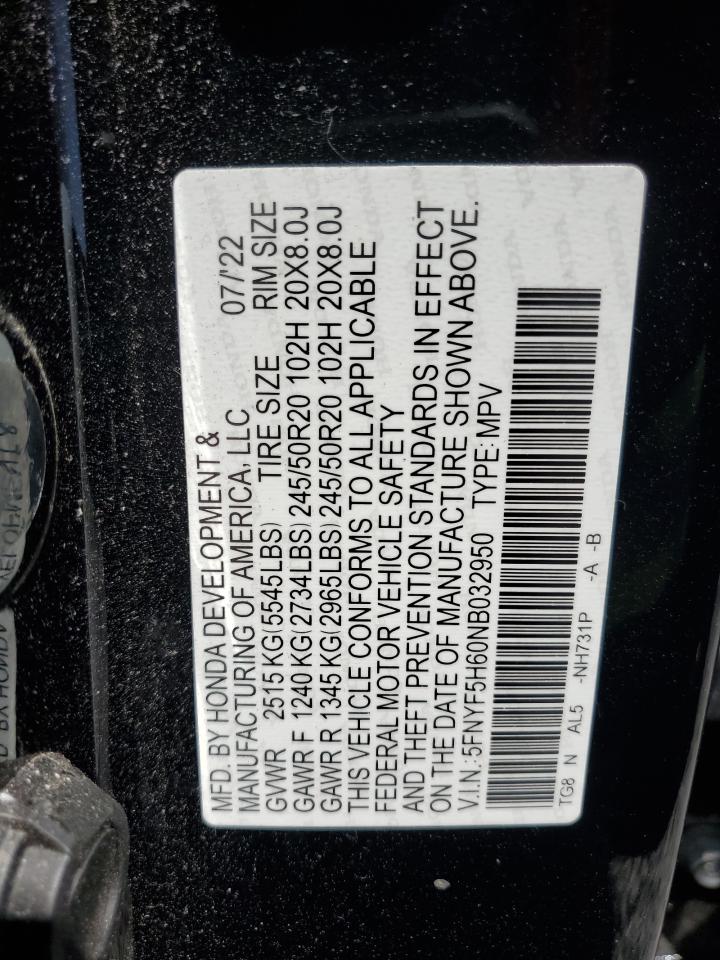 MFD. BY HONDA DEVELOPMENT &
MANUFACTURING OF AMERICA, LLC 07/'22
GVWR 2515 KG(5545LBS) TIRE SIZE RIM SIZE
GAWR F 1240 KG(2734LBS) 245/50R20 102H 20X8.0J
GAWR R 1345 KG(2965LBS) 245/50R20 102H 20X8.0J
THIS VEHICLE CONFORMS TO ALL APPLICABLE
FEDERAL MOTOR VEHICLE SAFETY
AND THEFT PREVENTION STANDARDS IN EFFECT
ON THE DATE OF MANUFACTURE SHOWN ABOVE.
V.I.N.:5FNYF5H60NB032950 TYPE:MPV
TG8 N AL5 -NH731P -A -B